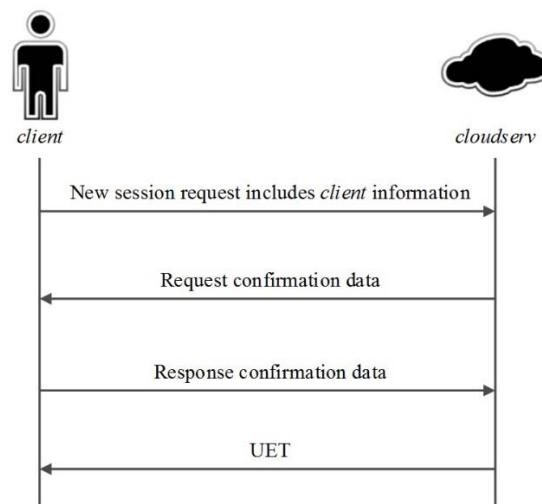 client
cloudserv
New session request includes client information
Request confirmation data
Response confirmation data
UET